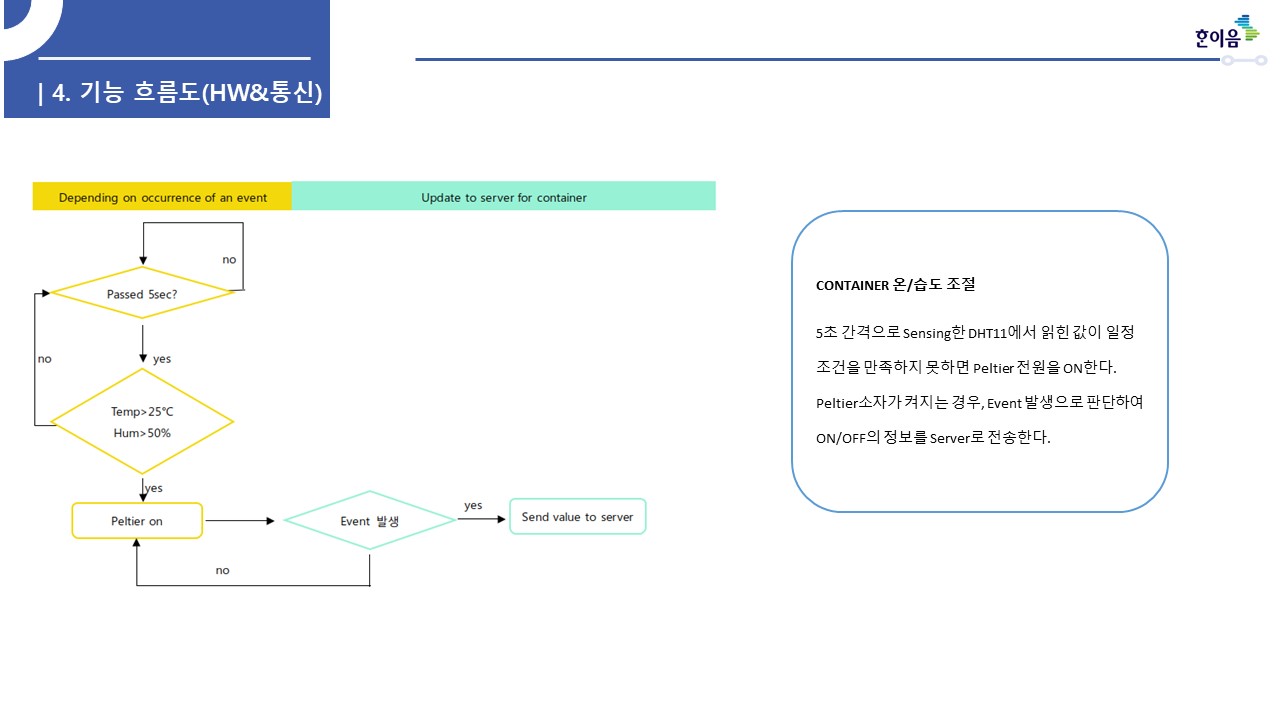 | 4. 기능 흐름도(HW&통신)
한이음
Depending on occurrence of an event
Update to server for container
no
Passed 5sec?
no
yes
Temp>25℃
Hum>50%
yes
Peltier on
Event 발생
yes
Send value to server
no
CONTAINER 온/습도 조절
5초 간격으로 Sensing한 DHT11에서 읽힌 값이 일정
조건을 만족하지 못하면 Peltier 전원을 ON한다.
Peltier소자가 켜지는 경우, Event 발생으로 판단하여
ON/OFF의 정보를 Server로 전송한다.